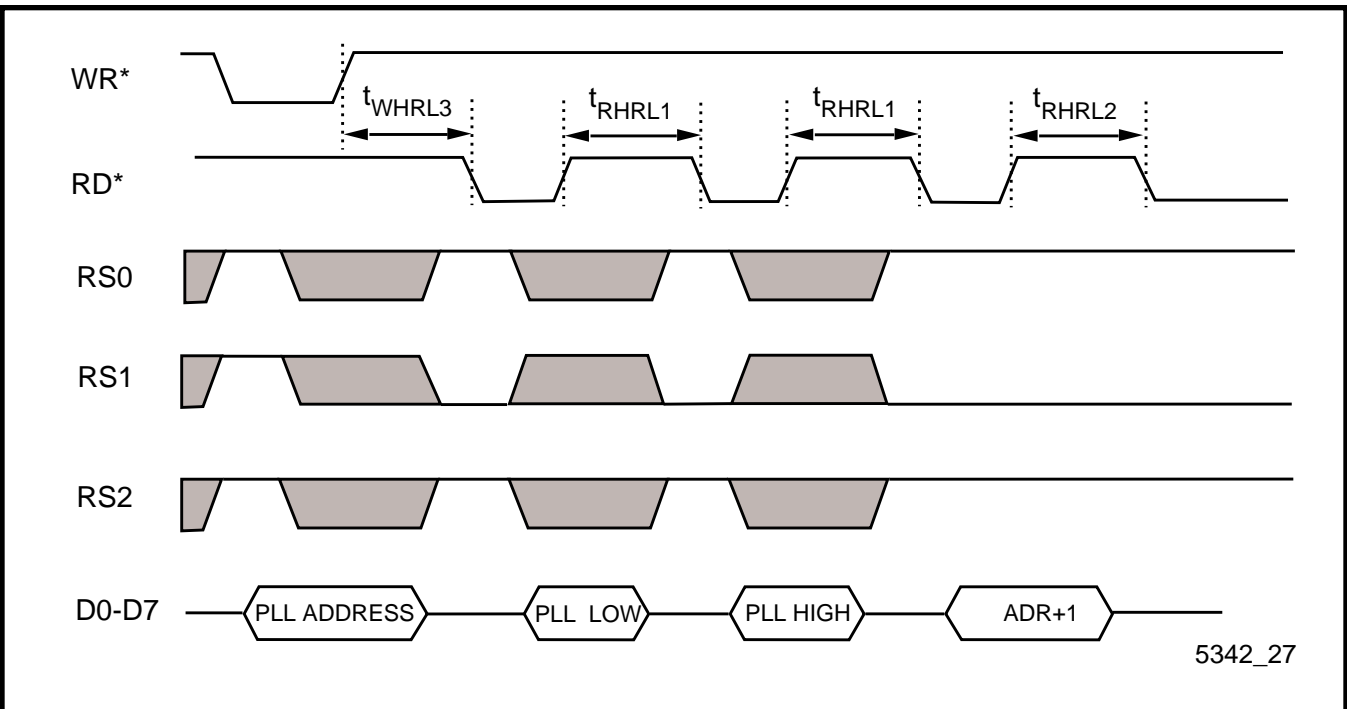 WR*
tWHRL3
tRHRL1
tRHRL1
tRHRL2
RD*
RS0
RS1
RS2
D0-D7
PLL ADDRESS
PLL LOW
PLL HIGH
ADR+1
5342_27